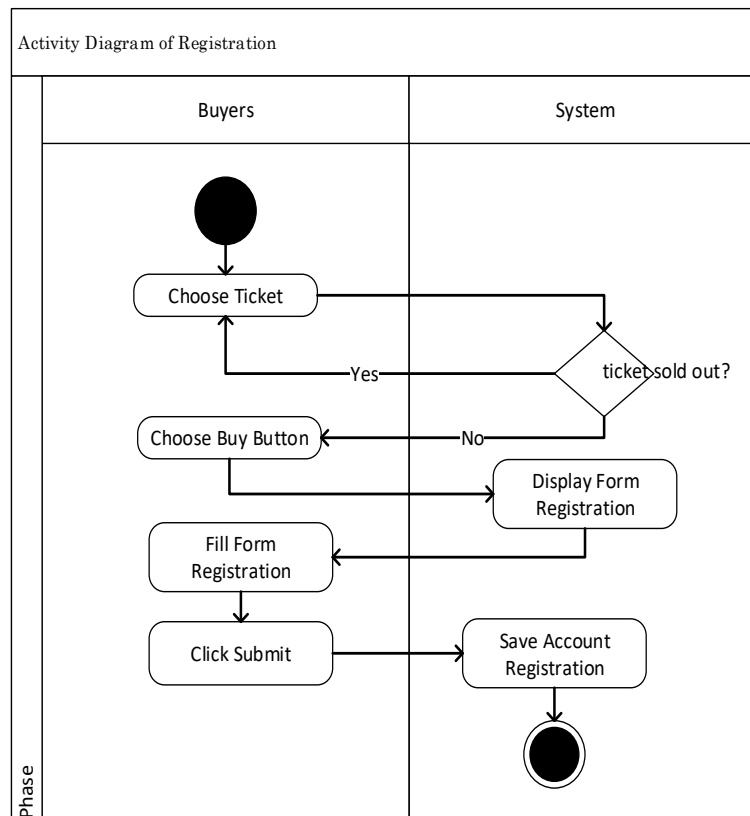 Activity Diagram of Registration
Buyers
System
Choose Ticket
ticket sold out?
Yes
Choose Buy Button
No
Display Form
Registration
Fill Form
Registration
Click Submit
Save Account
Registration
Phase